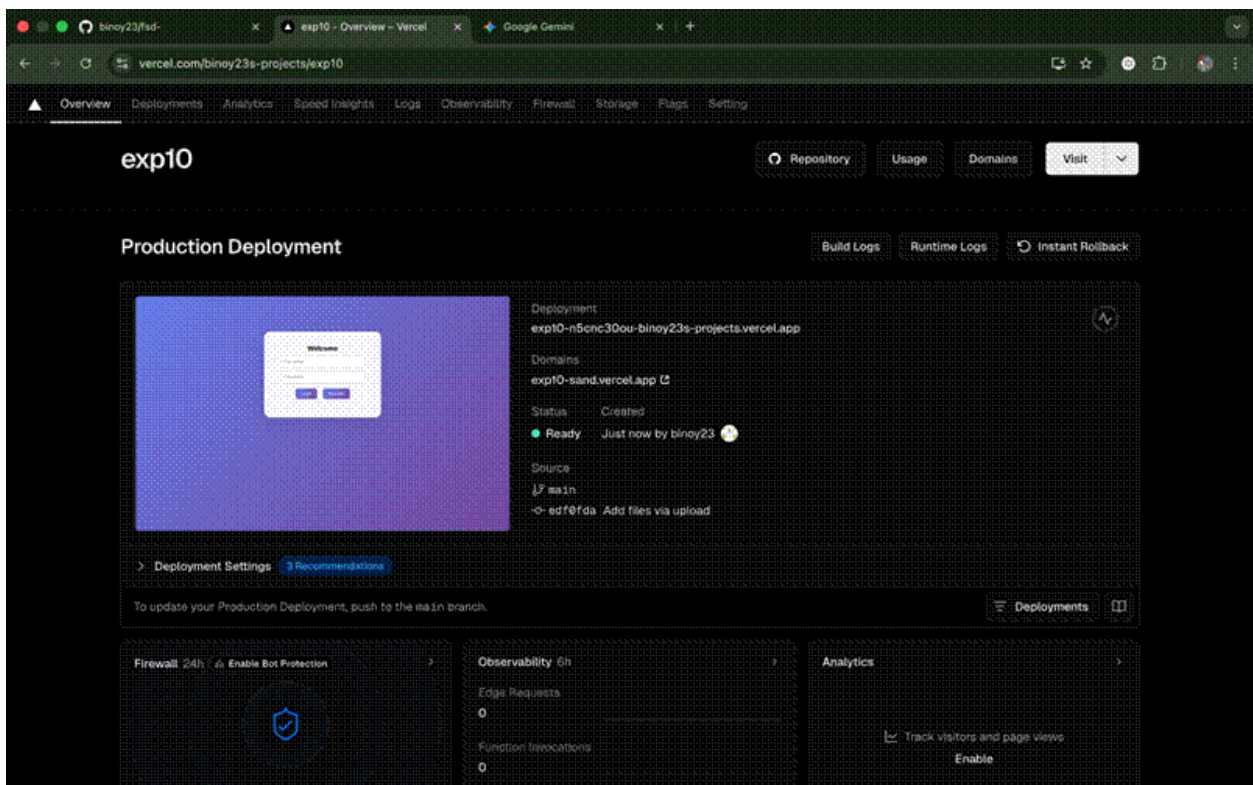 binoy23/fsd-
exp10 - Overview – Vercel
Google Gemini
vercel.com/binoy23s-projects/exp10
Overview Deployments Analytics Speed Insights Logs Observability Firewall Storage Flags Setting
exp10
Repository Usage Domains Visit
Production Deployment
Build Logs Runtime Logs Instant Rollback
Welcome
Deployment
exp10-n5cnc30ou-binoy23s-projects.vercel.app
Domains
exp10-sand.vercel.app
Status Created
Ready Just now by binoy23
Source
main
edf0fda Add files via upload
Deployment Settings 3 Recommendations
To update your Production Deployment, push to the main branch.
Deployments
Firewall 24h Enable Bot Protection
Observability 6h
Analytics
Edge Requests
0
Function Invocations
0
Track visitors and page views
Enable